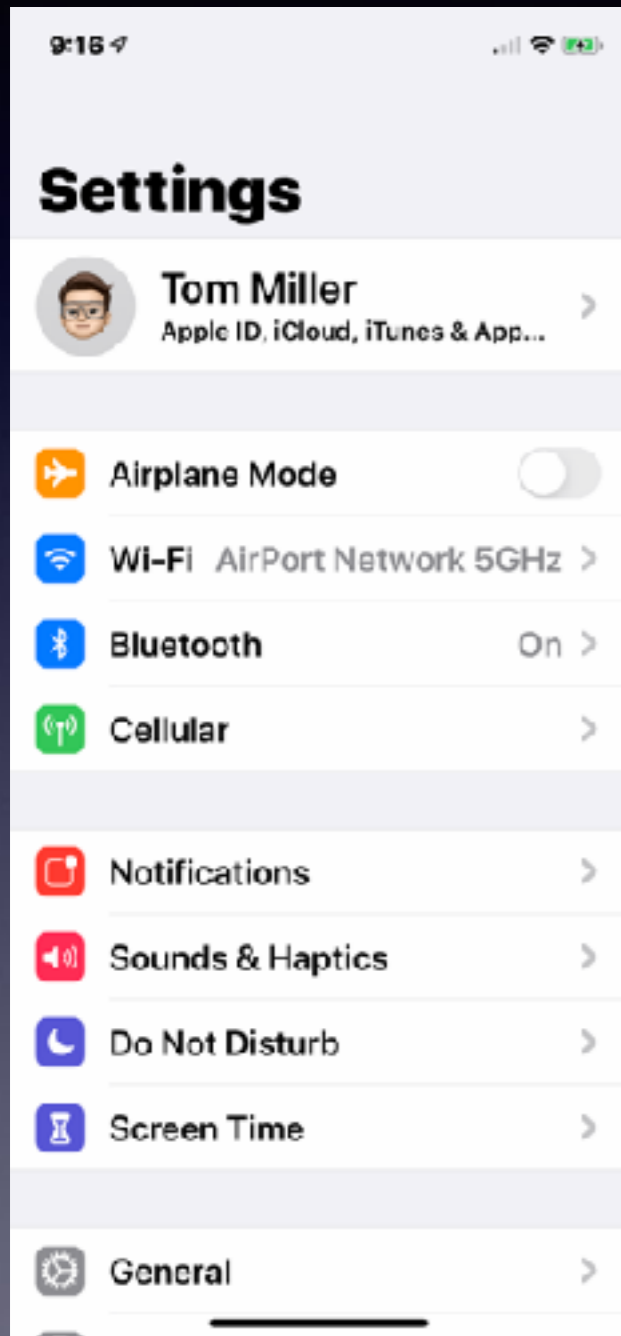 9:16
Settings
Tom Miller
Apple ID, iCloud, iTunes & App...
Airplane Mode
Wi-Fi AirPort Network 5GHz
Bluetooth On
Cellular
Notifications
Sounds & Haptics
Do Not Disturb
Screen Time
General